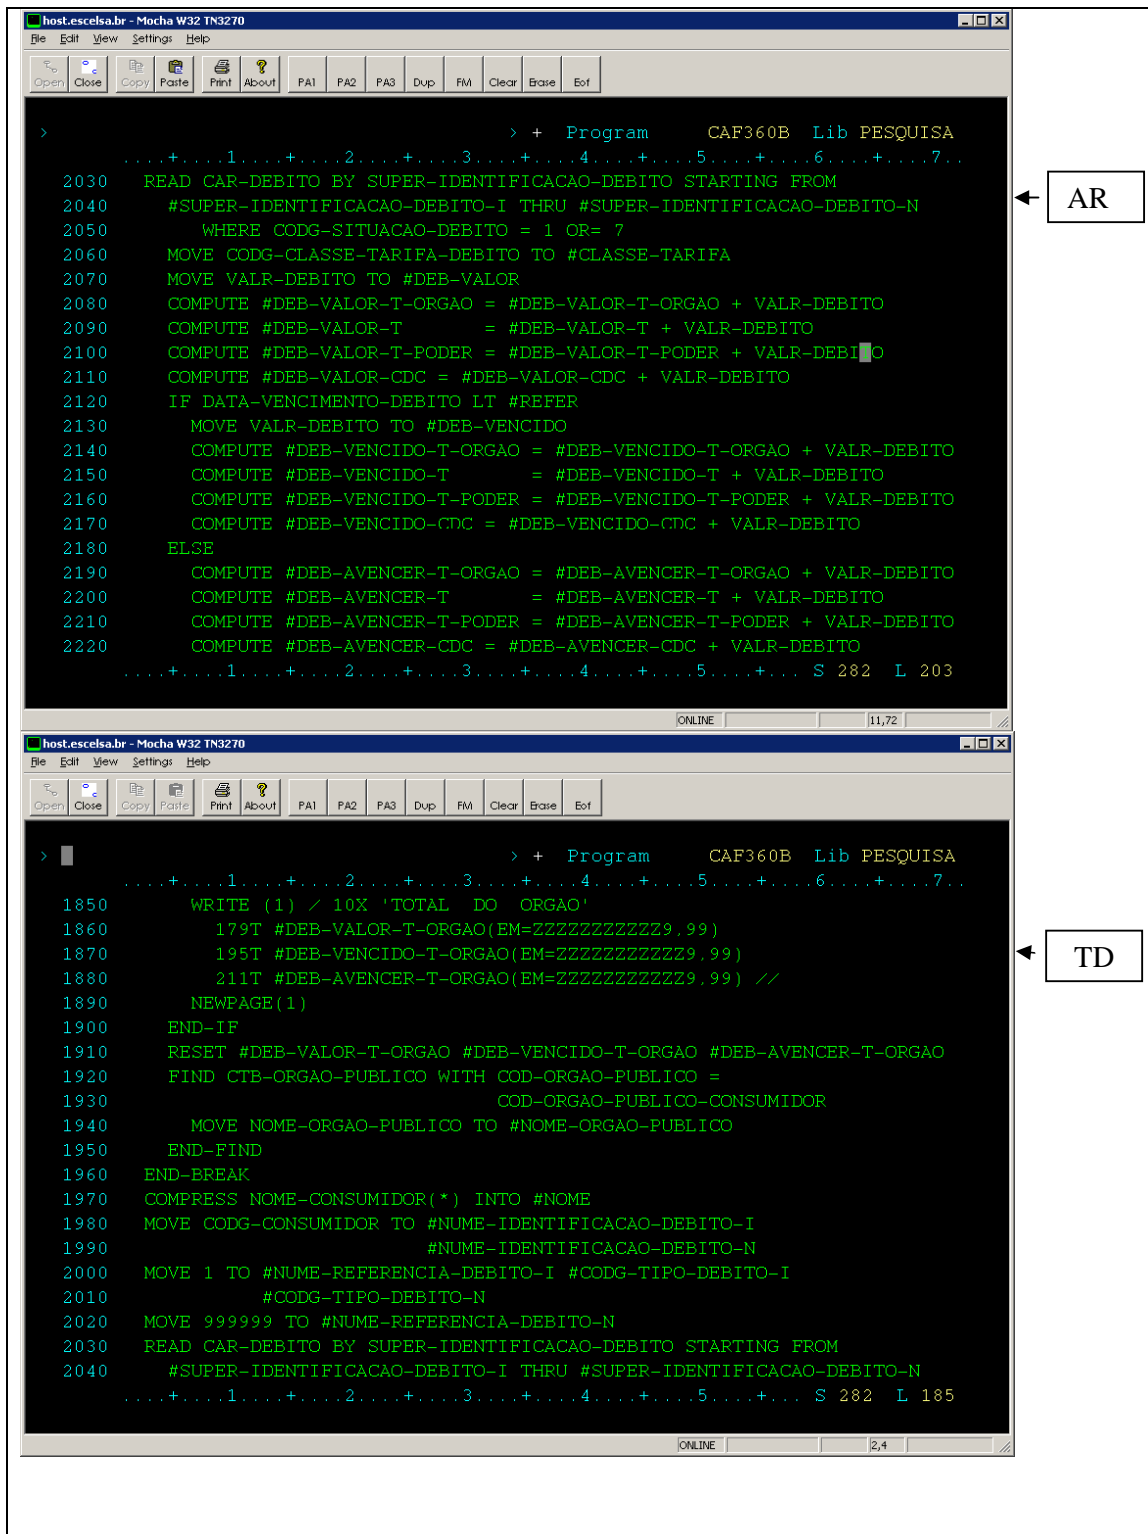 host.escelsa.br - Mocha W32 TN3270
File Edit View Settings Help
Open Close Copy Paste Print About PA1 PA2 PA3 Dup FM Clear Erase Eof
> > + Program CAF360B Lib PESQUISA
....+....1....+....2....+....3....+....4....+....5....+....6....+....7..
2030 READ CAR-DEBITO BY SUPER-IDENTIFICACAO-DEBITO STARTING FROM
AR
2040 #SUPER-IDENTIFICACAO-DEBITO-I THRU #SUPER-IDENTIFICACAO-DEBITO-N
2050 WHERE CODG-SITUACAO-DEBITO = 1 OR= 7
2060 MOVE CODG-CLASSE-TARIFA-DEBITO TO #CLASSE-TARIFA
2070 MOVE VALR-DEBITO TO #DEB-VALOR
2080 COMPUTE #DEB-VALOR-T-ORGAO = #DEB-VALOR-T-ORGAO + VALR-DEBITO
2090 COMPUTE #DEB-VALOR-T = #DEB-VALOR-T + VALR-DEBITO
2100 COMPUTE #DEB-VALOR-T-PODER = #DEB-VALOR-T-PODER + VALR-DEBITO
2110 COMPUTE #DEB-VALOR-CDC = #DEB-VALOR-CDC + VALR-DEBITO
2120 IF DATA-VENCIMENTO-DEBITO LT #REFER
2130 MOVE VALR-DEBITO TO #DEB-VENCIDO
2140 COMPUTE #DEB-VENCIDO-T-ORGAO = #DEB-VENCIDO-T-ORGAO + VALR-DEBITO
2150 COMPUTE #DEB-VENCIDO-T = #DEB-VENCIDO-T + VALR-DEBITO
2160 COMPUTE #DEB-VENCIDO-T-PODER = #DEB-VENCIDO-T-PODER + VALR-DEBITO
2170 COMPUTE #DEB-VENCIDO-CDC = #DEB-VENCIDO-CDC + VALR-DEBITO
2180 ELSE
2190 COMPUTE #DEB-AVENCER-T-ORGAO = #DEB-AVENCER-T-ORGAO + VALR-DEBITO
2200 COMPUTE #DEB-AVENCER-T = #DEB-AVENCER-T + VALR-DEBITO
2210 COMPUTE #DEB-AVENCER-T-PODER = #DEB-AVENCER-T-PODER + VALR-DEBITO
2220 COMPUTE #DEB-AVENCER-CDC = #DEB-AVENCER-CDC + VALR-DEBITO
....+....1....+....2....+....3....+....4....+....5....+... S 282 L 203
ONLINE 11,72
host.escelsa.br - Mocha W32 TN3270
File Edit View Settings Help
Open Close Copy Paste Print About PA1 PA2 PA3 Dup FM Clear Erase Eof
> > + Program CAF360B Lib PESQUISA
....+....1....+....2....+....3....+....4....+....5....+....6....+....7..
1850 WRITE (1) / 10X 'TOTAL DO ORGAO'
1860 179T #DEB-VALOR-T-ORGAO(EM=ZZZZZZZZZZZ9,99)
1870 195T #DEB-VENCIDO-T-ORGAO(EM=ZZZZZZZZZZZ9,99)
TD
1880 211T #DEB-AVENCER-T-ORGAO(EM=ZZZZZZZZZZZ9,99) //
1890 NEWPAGE(1)
1900 END-IF
1910 RESET #DEB-VALOR-T-ORGAO #DEB-VENCIDO-T-ORGAO #DEB-AVENCER-T-ORGAO
1920 FIND CTB-ORGAO-PUBLICO WITH COD-ORGAO-PUBLICO =
1930 COD-ORGAO-PUBLICO-CONSUMIDOR
1940 MOVE NOME-ORGAO-PUBLICO TO #NOME-ORGAO-PUBLICO
1950 END-FIND
1960 END-BREAK
1970 COMPRESS NOME-CONSUMIDOR(*) INTO #NOME
1980 MOVE CODG-CONSUMIDOR TO #NUME-IDENTIFICACAO-DEBITO-I
1990 #NUME-IDENTIFICACAO-DEBITO-N
2000 MOVE 1 TO #NUME-REFERENCIA-DEBITO-I #CODG-TIPO-DEBITO-I
2010 #CODG-TIPO-DEBITO-N
2020 MOVE 999999 TO #NUME-REFERENCIA-DEBITO-N
2030 READ CAR-DEBITO BY SUPER-IDENTIFICACAO-DEBITO STARTING FROM
2040 #SUPER-IDENTIFICACAO-DEBITO-I THRU #SUPER-IDENTIFICACAO-DEBITO-N
....+....1....+....2....+....3....+....4....+....5....+... S 282 L 185
ONLINE 2,4